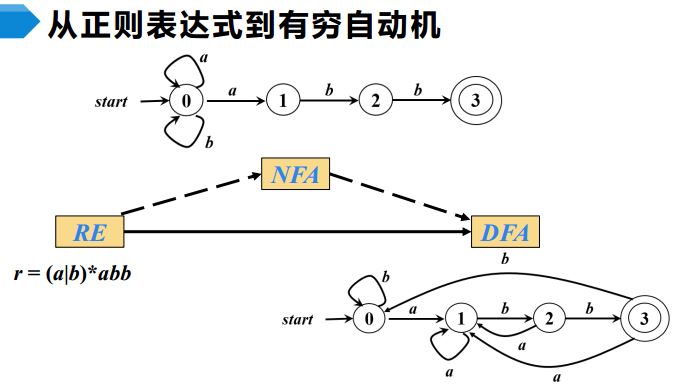 从正则表达式到有穷自动机
a
start 0 a 1 b 2 b 3
b
NFA
RE DFA
r = (a|b)*abb
b
b
start 0 a 1 b 2 b 3
a
a a